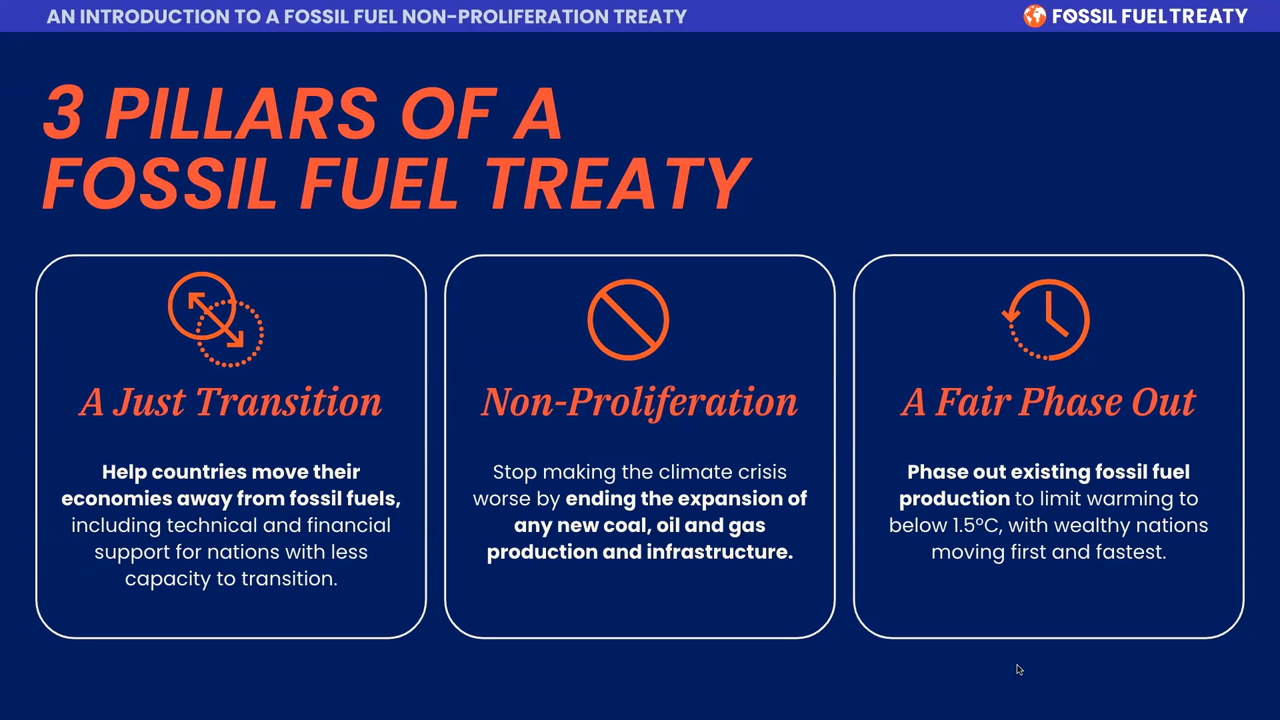 AN INTRODUCTION TO A FOSSIL FUEL NON-PROLIFERATION TREATY
FOSSIL FUEL TREATY
3 PILLARS OF A
FOSSIL FUEL TREATY
A Just Transition
Help countries move their
economies away from fossil fuels,
including technical and financial
support for nations with less
capacity to transition.
Non-Proliferation
Stop making the climate crisis
worse by ending the expansion of
any new coal, oil and gas
production and infrastructure.
A Fair Phase Out
Phase out existing fossil fuel
production to limit warming to
below 1.5°C, with wealthy nations
moving first and fastest.